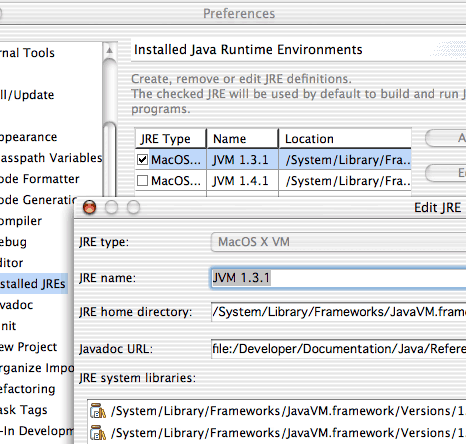 Preferences
rnal Tools
all/Update
ppearance
lasspath Variables
ode Formatter
ode Generatio
ompiler
ebug
ditor
stalled JREs
avadoc
nit
ew Project
rganize Impo
efactoring
ask Tags
-In Developm
Installed Java Runtime Environments
Create, remove or edit JRE definitions.
The checked JRE will be used by default to build and run J
programs.
JRE Type Name Location
MacOS... JVM 1.3.1 /System/Library/Fra..
MacOS... JVM 1.4.1 /System/Library/Fra..
A
E
Edit JRE
JRE type: MacOS X VM
JRE name: JVM 1.3.1
JRE home directory: /System/Library/Frameworks/JavaVM.frame
Javadoc URL: file:/Developer/Documentation/Java/Refere
JRE system libraries:
/System/Library/Frameworks/JavaVM.framework/Versions/1.
/System/Library/Frameworks/JavaVM.framework/Versions/1.